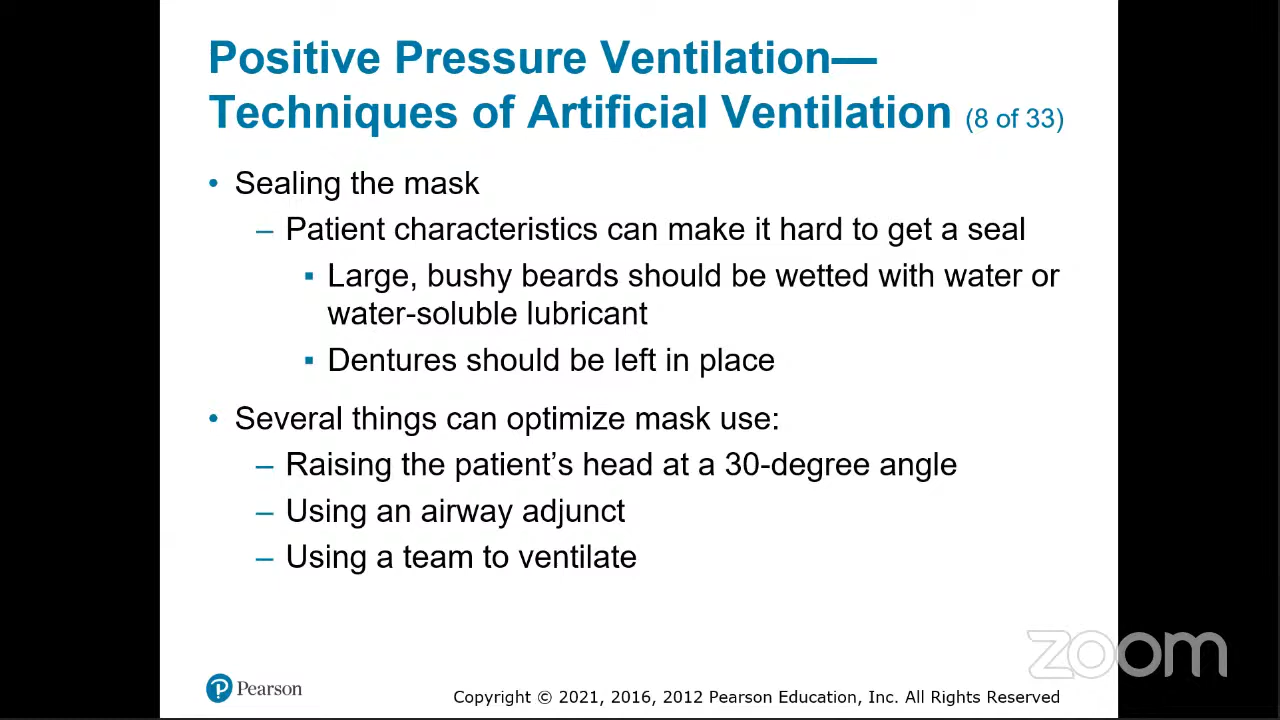 Positive Pressure Ventilation—
Techniques of Artificial Ventilation (8 of 33)
• Sealing the mask
– Patient characteristics can make it hard to get a seal
▪ Large, bushy beards should be wetted with water or
water-soluble lubricant
▪ Dentures should be left in place
• Several things can optimize mask use:
– Raising the patient’s head at a 30-degree angle
– Using an airway adjunct
– Using a team to ventilate
zoom
P Pearson
Copyright © 2021, 2016, 2012 Pearson Education, Inc. All Rights Reserved